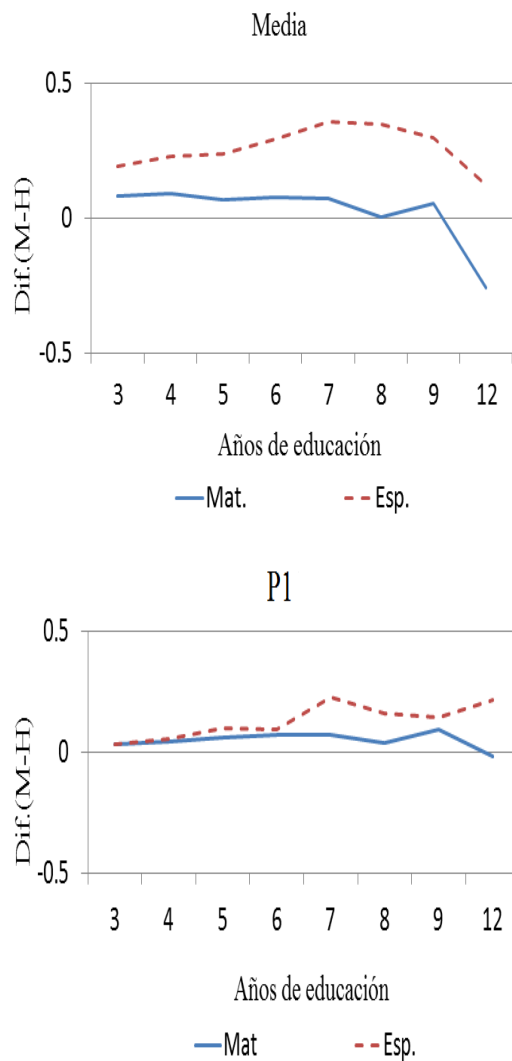 Media
0.5
0
-0.5
Dif.(M-H)
3 4 5 6 7 8 9 12
Años de educación
Mat. Esp.
P1
0.5
0
-0.5
Dif.(M-H)
3 4 5 6 7 8 9 12
Años de educación
Mat Esp.